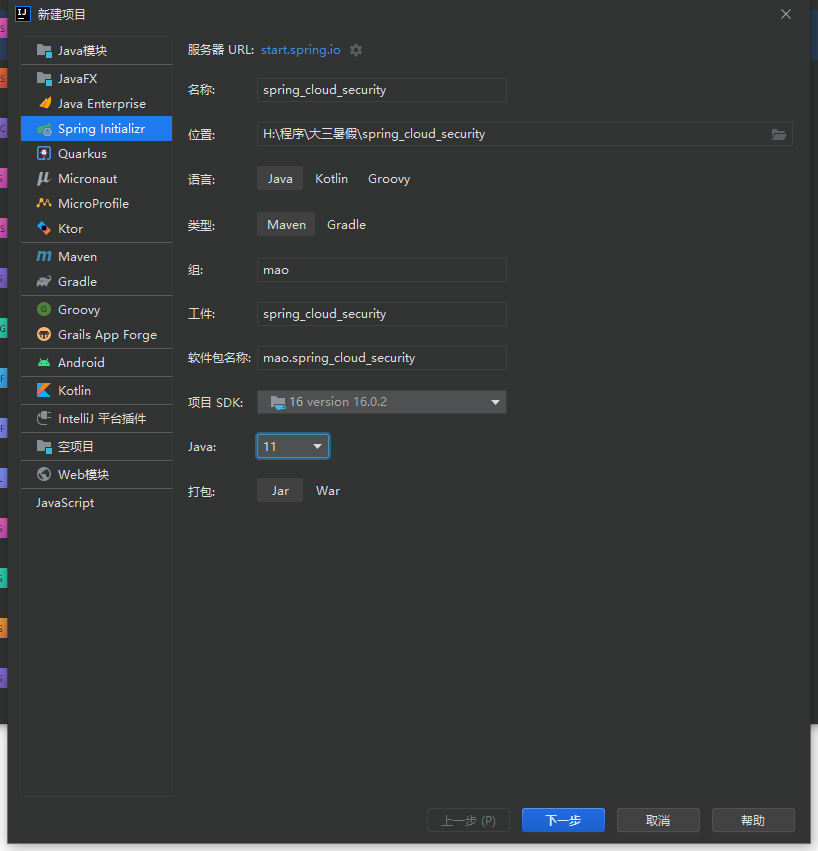 新建项目
Java模块
JavaFX
Java Enterprise
Spring Initializr
Quarkus
Micronaut
MicroProfile
Ktor
Maven
Gradle
Groovy
Grails App Forge
Android
Kotlin
IntelliJ 平台插件
空项目
Web模块
JavaScript
服务器 URL: start.spring.io
名称: spring_cloud_security
位置: H:\程序\大三暑假\spring_cloud_security
语言: Java Kotlin Groovy
类型: Maven Gradle
组: mao
工件: spring_cloud_security
软件包名称: mao.spring_cloud_security
项目 SDK: 16 version 16.0.2
Java: 11
打包: Jar War
上一步 (P) 下一步 取消 帮助